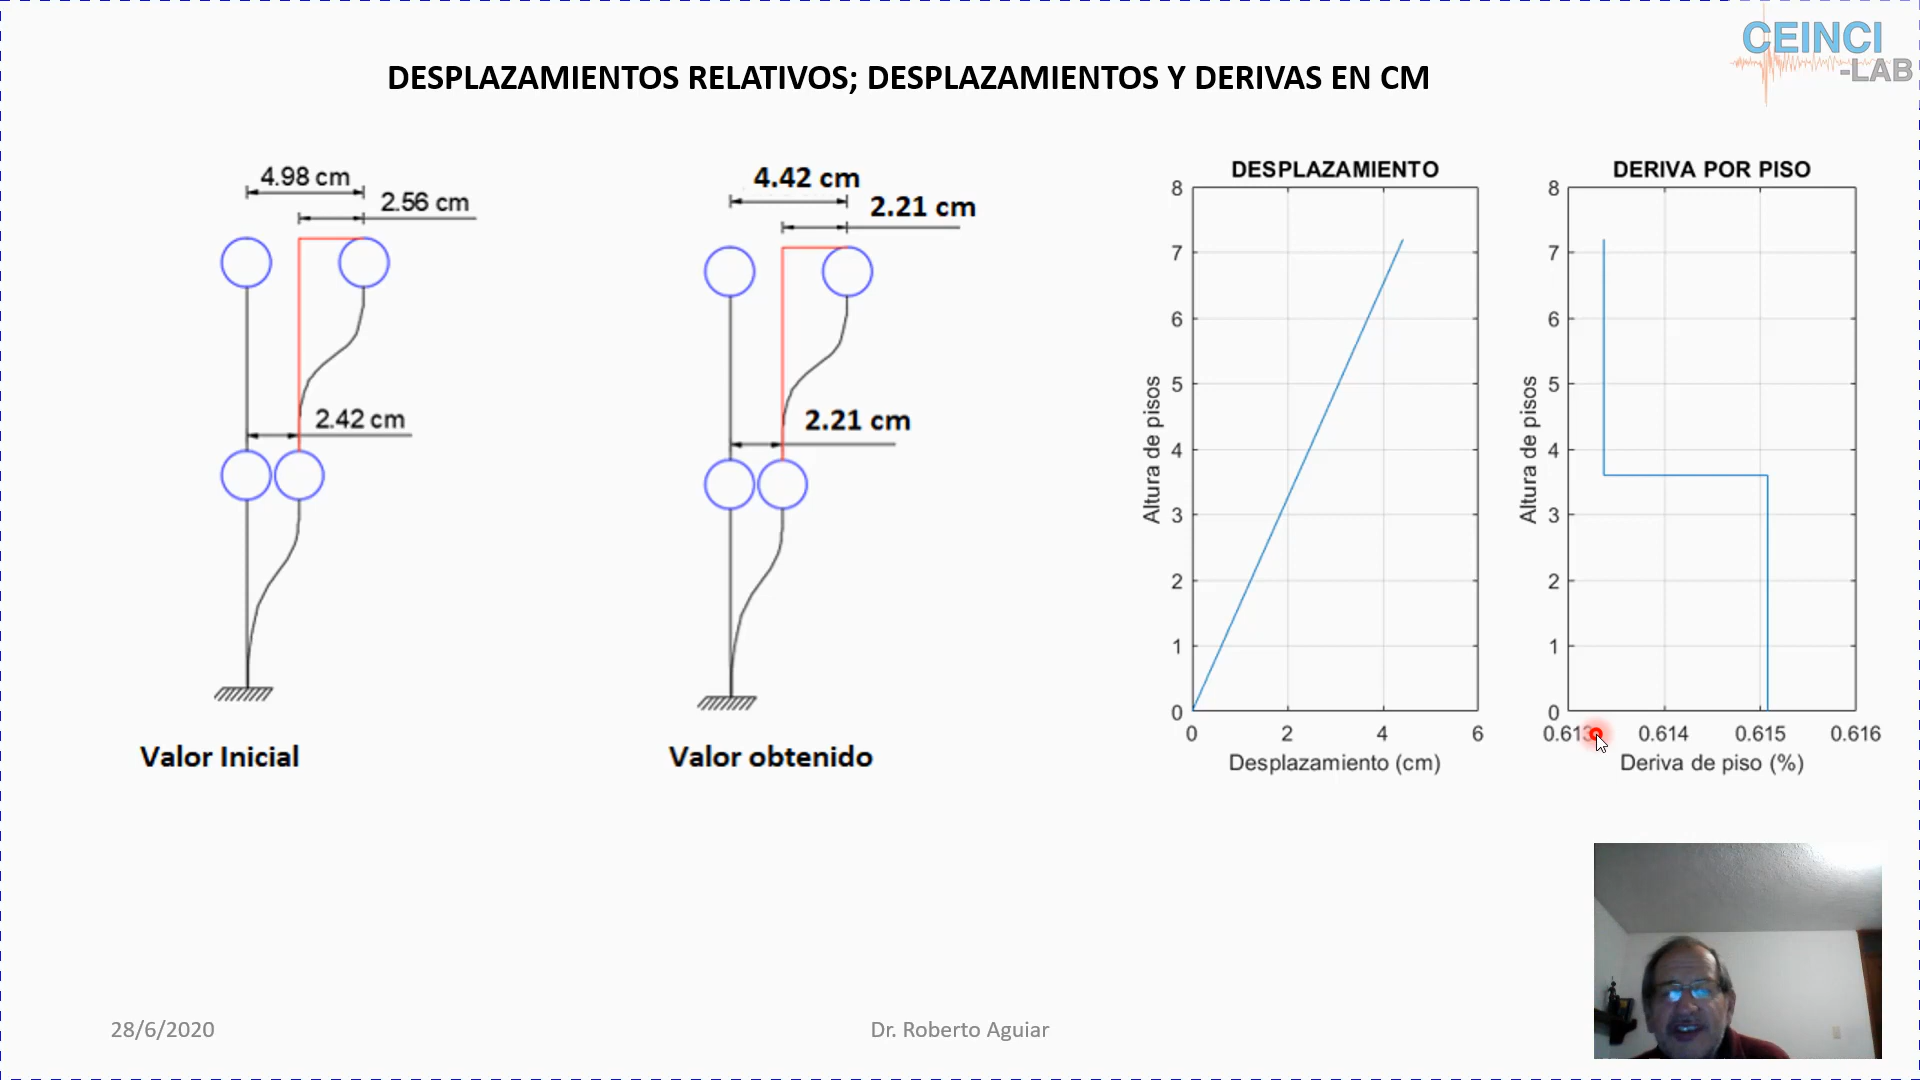 CEINCI
-LAB
DESPLAZAMIENTOS RELATIVOS; DESPLAZAMIENTOS Y DERIVAS EN CM
4.98 cm
2.56 cm
2.42 cm
Valor Inicial
4.42 cm
2.21 cm
2.21 cm
Valor obtenido
DESPLAZAMIENTO
8
7
6
5
4
3
2
1
0
Altura de pisos
0 2 4 6
Desplazamiento (cm)
DERIVA POR PISO
8
7
6
5
4
3
2
1
0
Altura de pisos
0.613 0.614 0.615 0.616
Deriva de piso (%)
28/6/2020
Dr. Roberto Aguiar